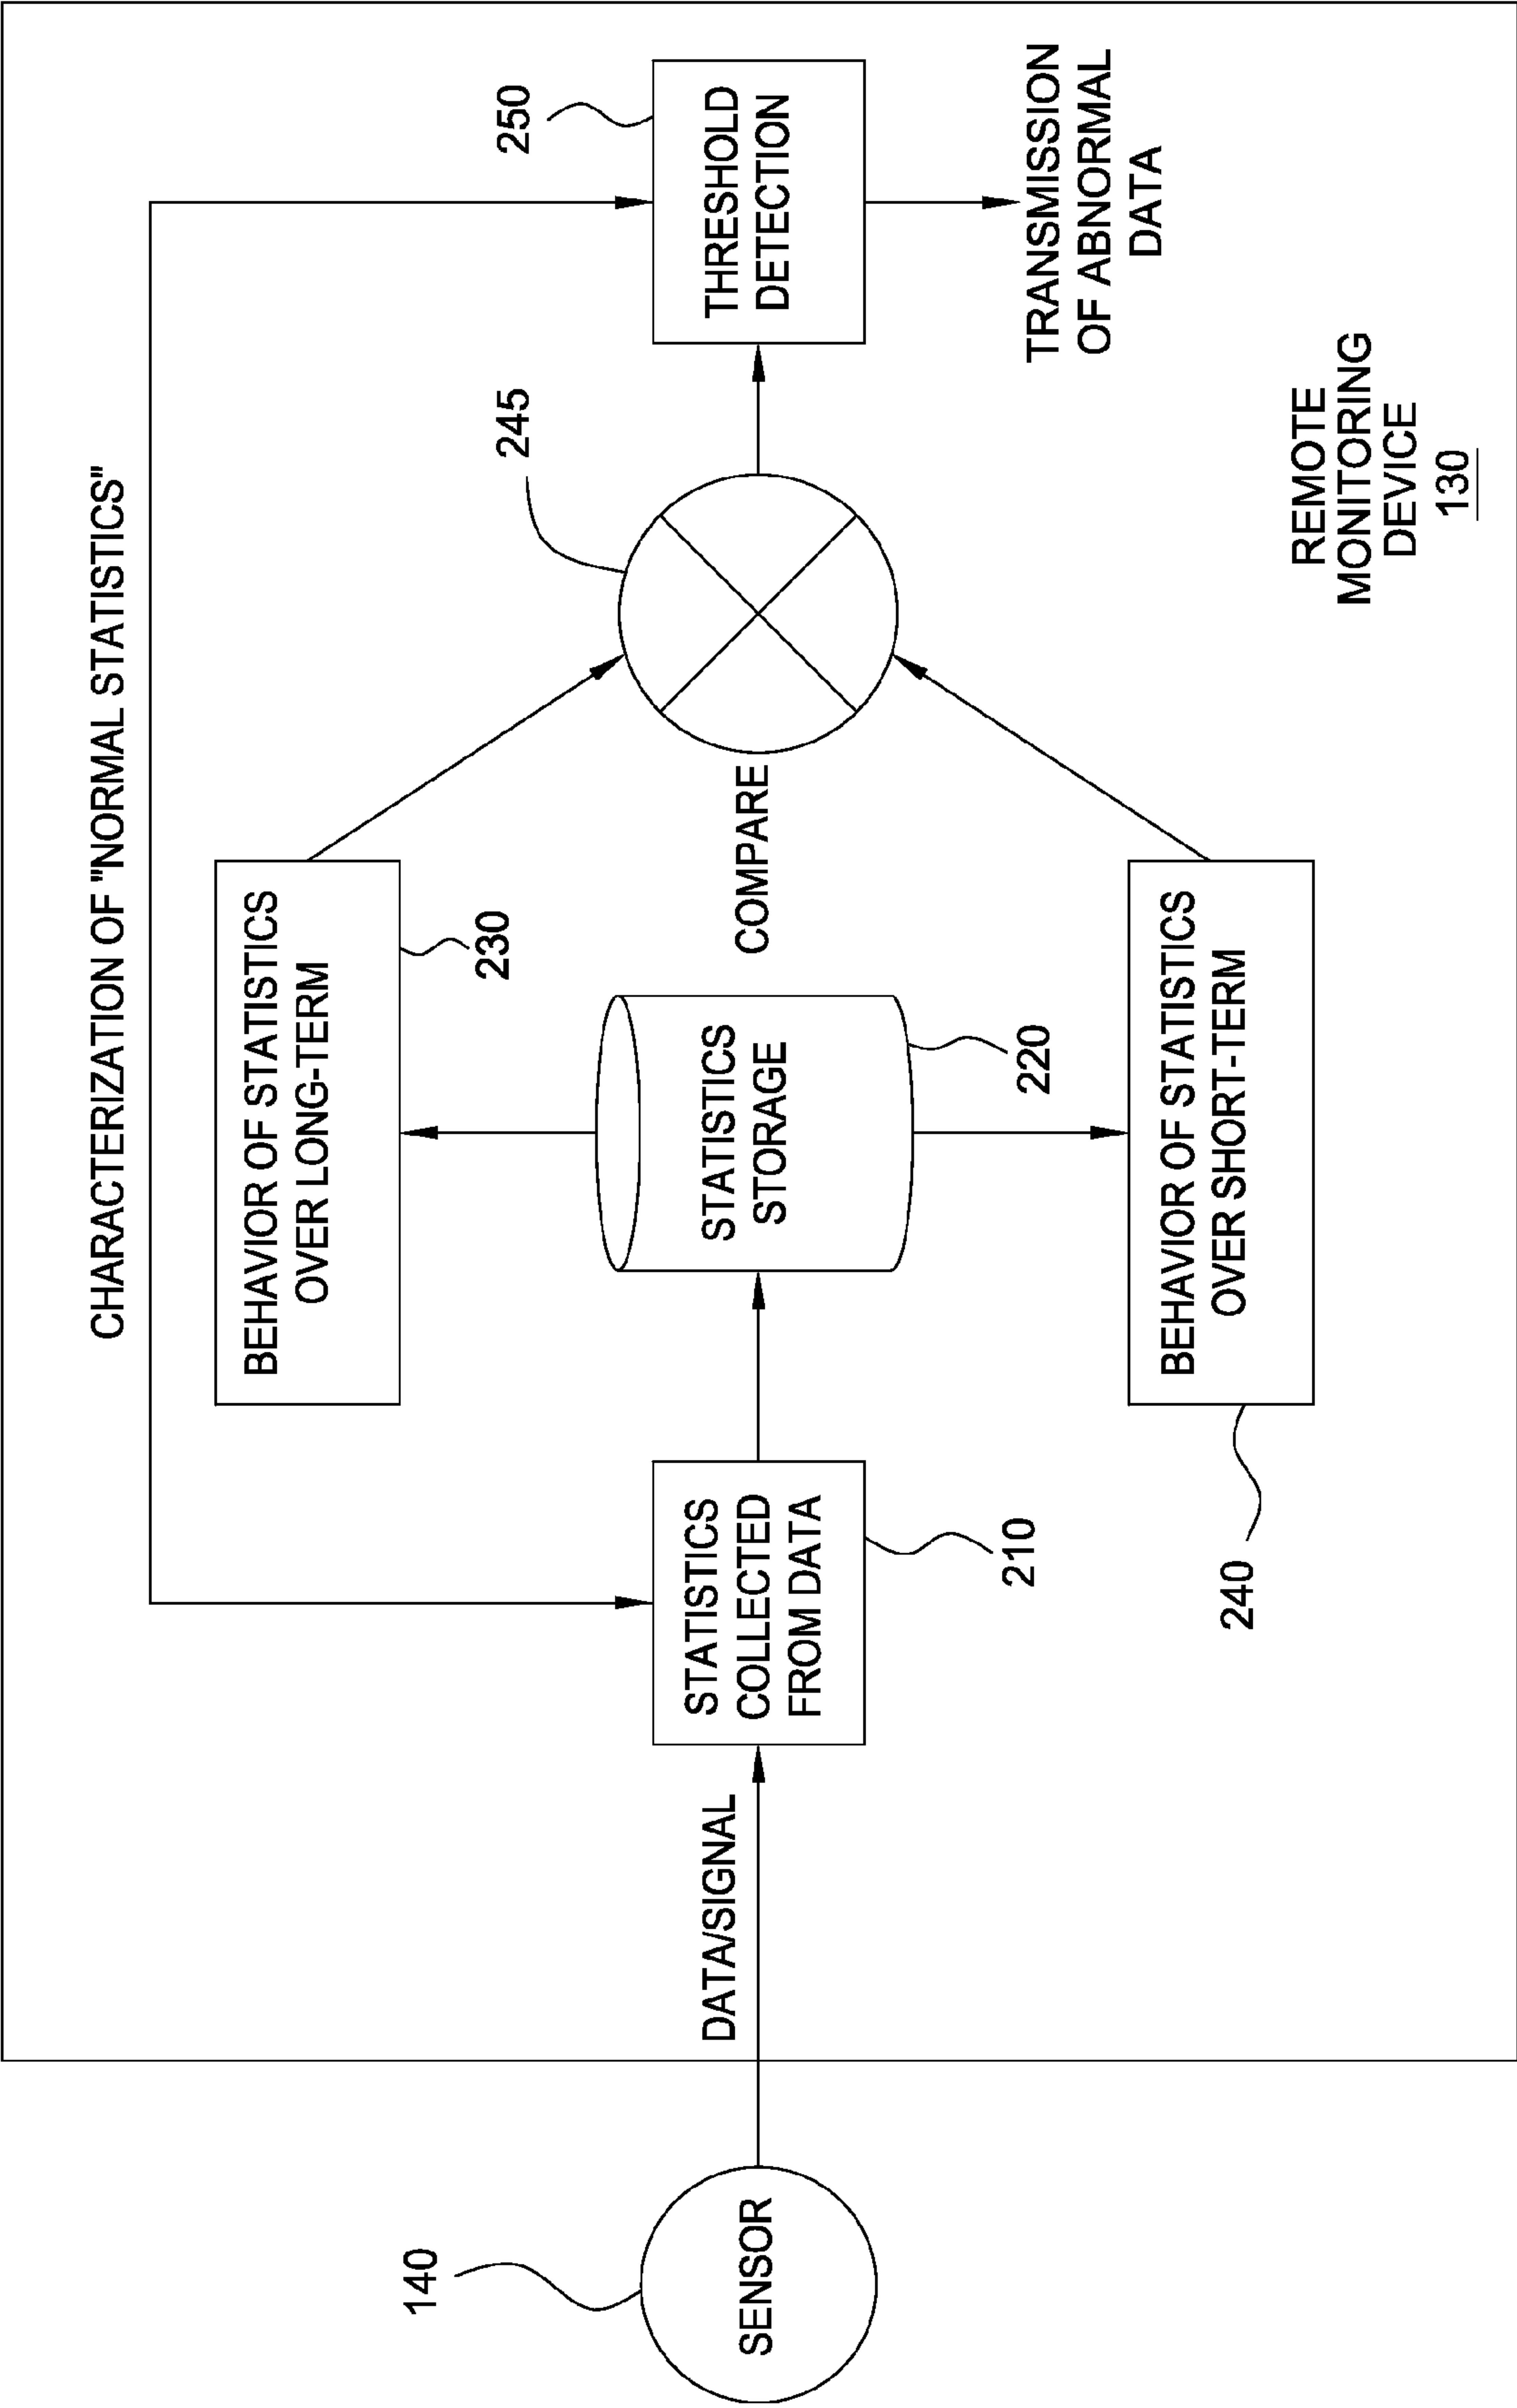 CHARACTERIZATION OF "NORMAL STATISTICS"
140
SENSOR
DATA/SIGNAL
STATISTICS
COLLECTED
FROM DATA
210
BEHAVIOR OF STATISTICS
OVER LONG-TERM
230
STATISTICS
STORAGE
220
BEHAVIOR OF STATISTICS
OVER SHORT-TERM
240
COMPARE
245
250
THRESHOLD
DETECTION
TRANSMISSION
OF ABNORMAL
DATA
REMOTE
MONITORING
DEVICE
130